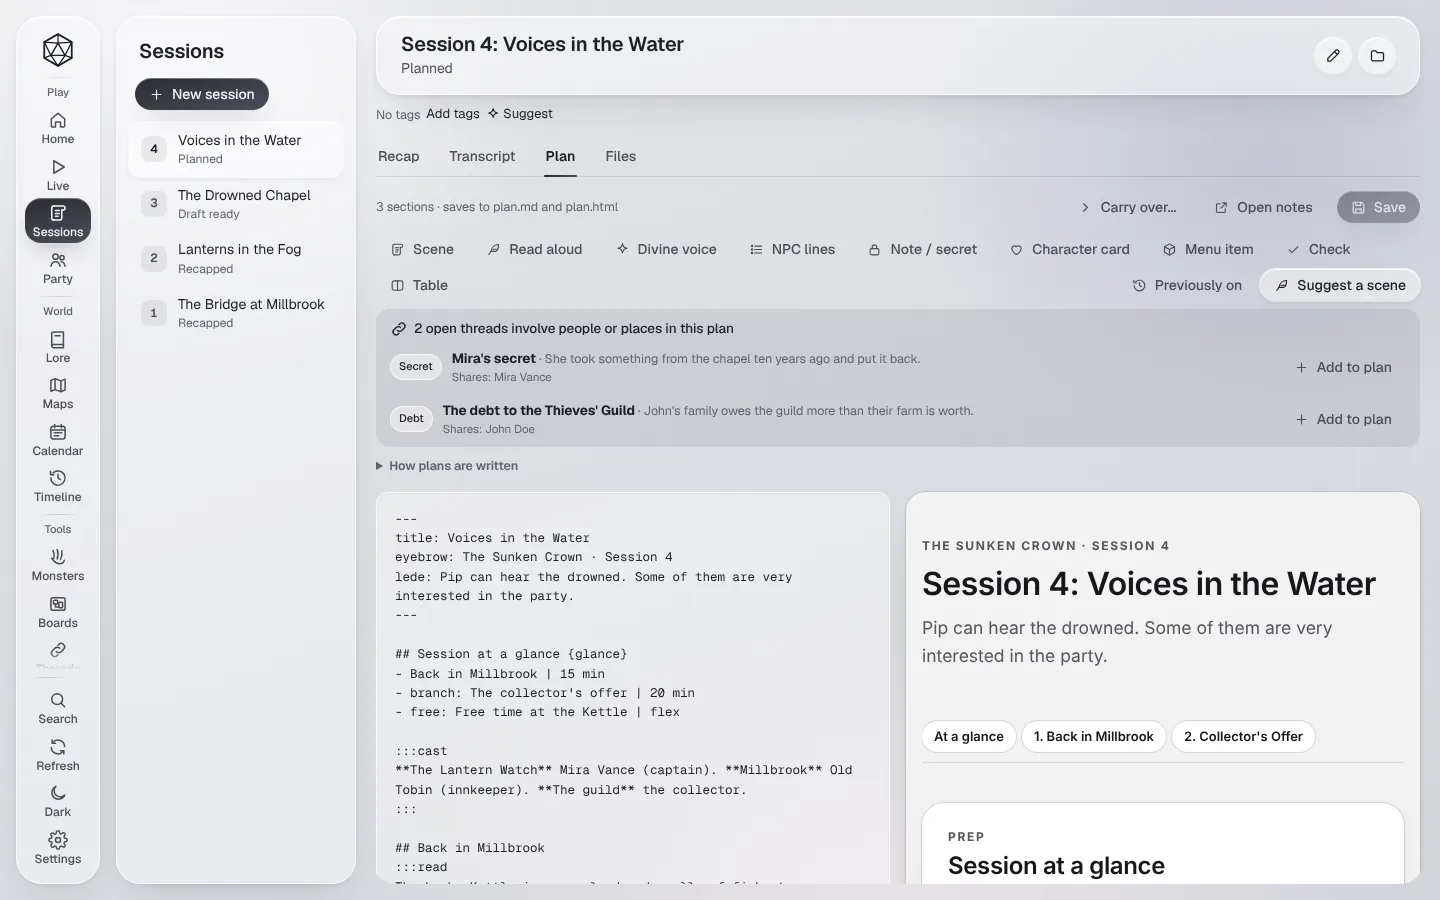 Play
Home
Live
Sessions
Party
World
Lore
Maps
Calendar
Timeline
Tools
Monsters
Boards
Search
Refresh
Dark
Settings
Sessions
+ New session
4 Voices in the Water
Planned
3 The Drowned Chapel
Draft ready
2 Lanterns in the Fog
Recapped
1 The Bridge at Millbrook
Recapped
Session 4: Voices in the Water
Planned
No tags Add tags Suggest
Recap Transcript Plan Files
3 sections · saves to plan.md and plan.html
Carry over... Open notes Save
Scene Read aloud Divine voice NPC lines Note / secret Character card Menu item Check
Table Previously on Suggest a scene
2 open threads involve people or places in this plan
Secret Mira's secret · She took something from the chapel ten years ago and put it back.
Shares: Mira Vance
+ Add to plan
Debt The debt to the Thieves' Guild · John's family owes the guild more than their farm is worth.
Shares: John Doe
+ Add to plan
How plans are written
---
title: Voices in the Water
eyebrow: The Sunken Crown · Session 4
lede: Pip can hear the drowned. Some of them are very
interested in the party.
---
## Session at a glance {glance}
- Back in Millbrook | 15 min
- branch: The collector's offer | 20 min
- free: Free time at the Kettle | flex
:::cast
**The Lantern Watch** Mira Vance (captain). **Millbrook** Old
Tobin (innkeeper). **The guild** the collector.
:::
## Back in Millbrook
:::read
THE SUNKEN CROWN · SESSION 4
Session 4: Voices in the Water
Pip can hear the drowned. Some of them are very
interested in the party.
At a glance 1. Back in Millbrook 2. Collector's Offer
PREP
Session at a glance